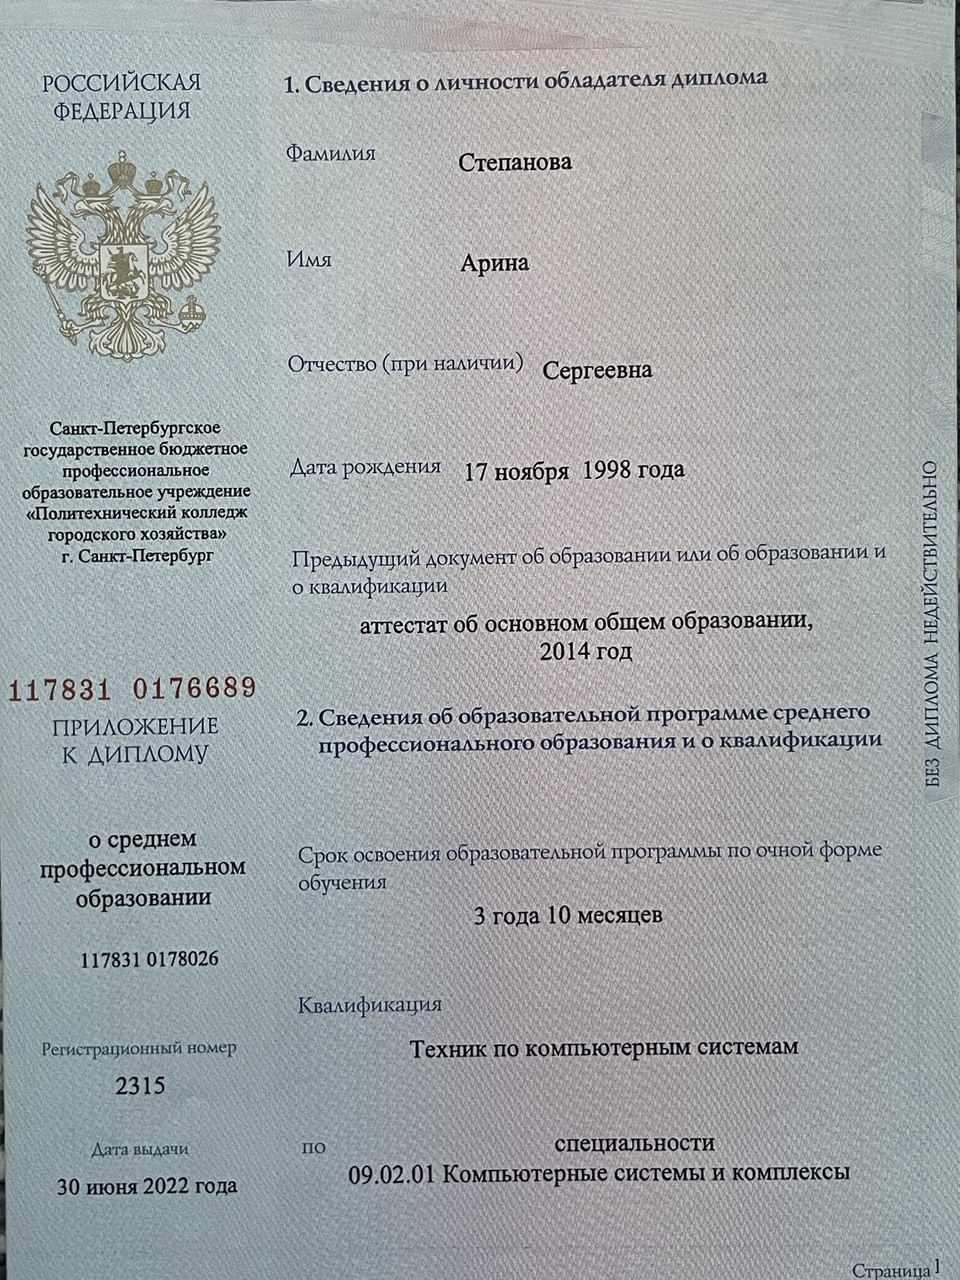 РОССИЙСКАЯ
ФЕДЕРАЦИЯ
Санкт-Петербургское
государственное бюджетное
профессиональное
образовательное учреждение
«Политехнический колледж
городского хозяйства»
г. Санкт-Петербург
117831 0176689
ПРИЛОЖЕНИЕ
К ДИПЛОМУ
о среднем
профессиональном
образовании
117831 0178026
Регистрационный номер
2315
Дата выдачи
30 июня 2022 года
1. Сведения о личности обладателя диплома
Фамилия Степанова
Имя Арина
Отчество (при наличии) Сергеевна
Дата рождения 17 ноября 1998 года
Предыдущий документ об образовании или об образовании и
о квалификации
аттестат об основном общем образовании,
2014 год
2. Сведения об образовательной программе среднего
профессионального образования и о квалификации
Срок освоения образовательной программы по очной форме
обучения
3 года 10 месяцев
Квалификация
Техник по компьютерным системам
по специальности
09.02.01 Компьютерные системы и комплексы
Страница 1
БЕЗ ДИПЛОМА НЕДЕЙСТВИТЕЛЬНО